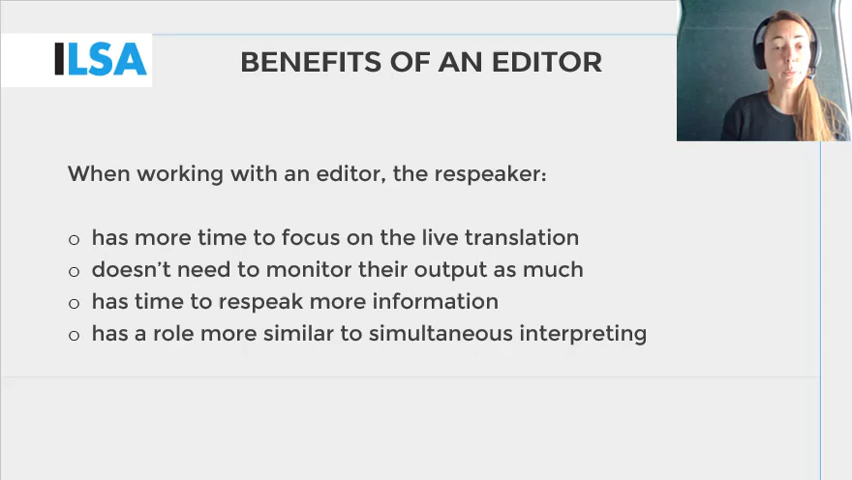 ILSA
BENEFITS OF AN EDITOR
When working with an editor, the respeaker:
o has more time to focus on the live translation
o doesn't need to monitor their output as much
o has time to respeak more information
o has a role more similar to simultaneous interpreting